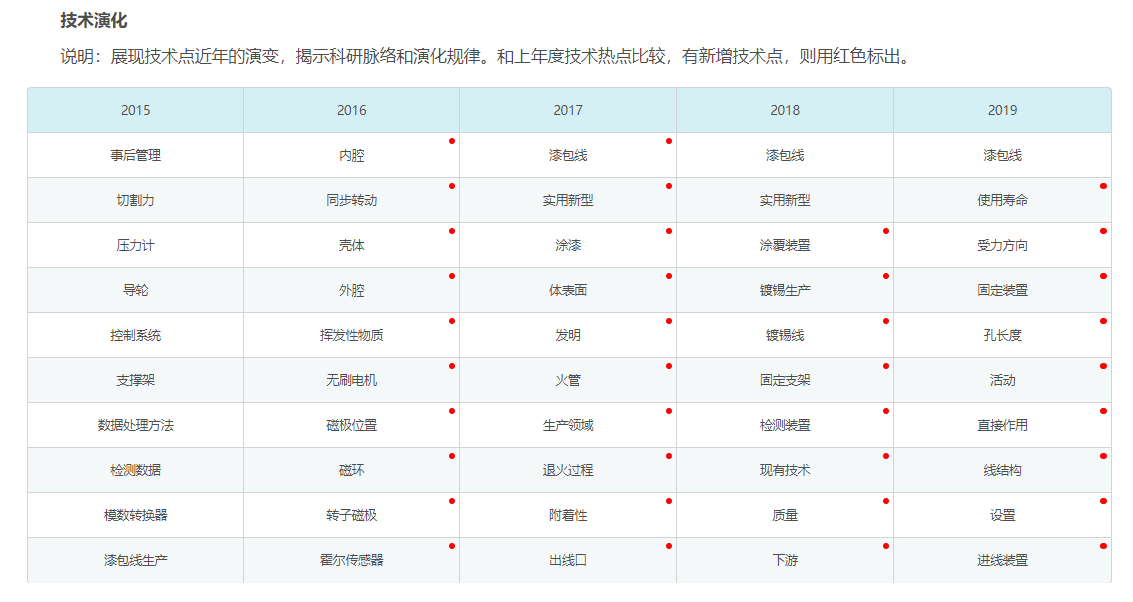 技术演化
说明：展现技术点近年的演变，揭示科研脉络和演化规律。和上年度技术热点比较，有新增技术点，则用红色标出。
2015 2016 2017 2018 2019
事后管理 内腔 漆包线 漆包线 漆包线
切割力 同步转动 实用新型 实用新型 使用寿命
压力计 壳体 涂漆 涂覆装置 受力方向
导轮 外腔 体表面 镀锡生产 固定装置
控制系统 挥发性物质 发明 镀锡线 孔长度
支撑架 无刷电机 火管 固定支架 活动
数据处理方法 磁极位置 生产领域 检测装置 直接作用
检测数据 磁环 退火过程 现有技术 线结构
模数转换器 转子磁极 附着性 质量 设置
漆包线生产 霍尔传感器 出线口 下游 进线装置